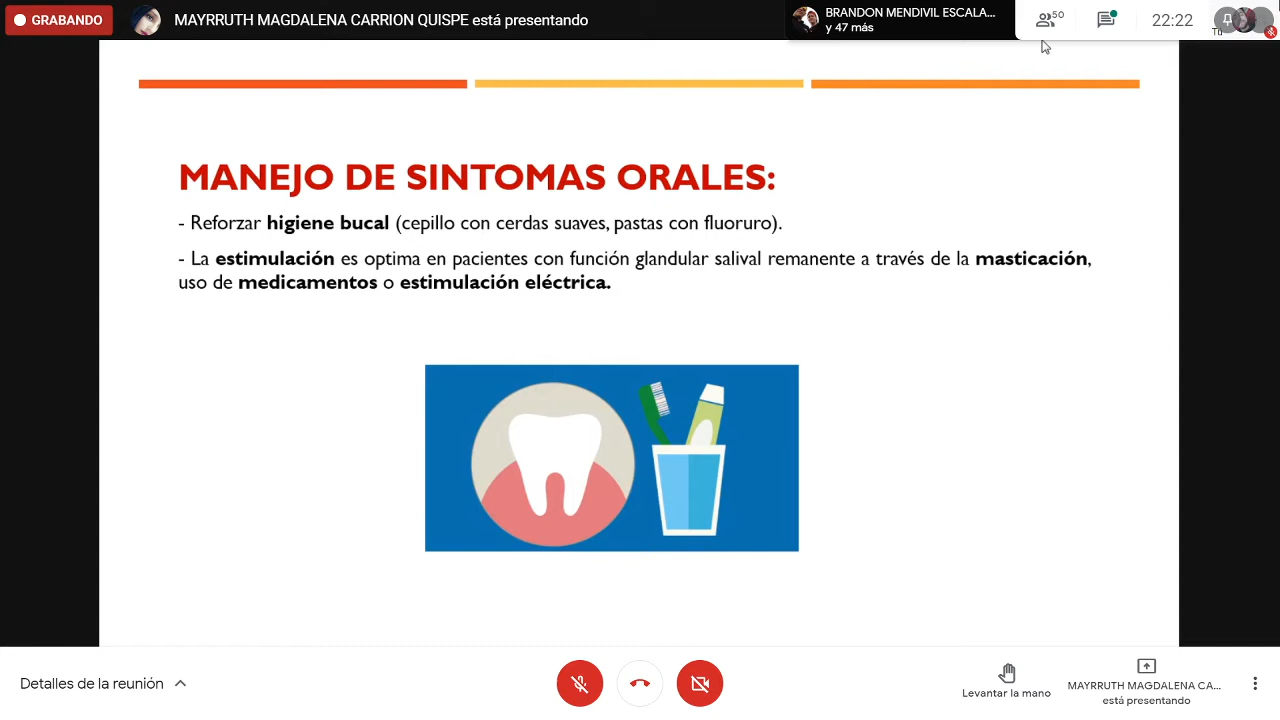 GRABANDO
MAYRRUTH MAGDALENA CARRION QUISPE está presentando
BRANDON MENDIVIL ESCALA...
y 47 más
50
22:22
Tú
MANEJO DE SINTOMAS ORALES:
- Reforzar higiene bucal (cepillo con cerdas suaves, pastas con fluoruro).
- La estimulación es optima en pacientes con función glandular salival remanente a través de la masticación,
uso de medicamentos o estimulación eléctrica.
Detalles de la reunión
Levantar la mano
MAYRRUTH MAGDALENA CA...
está presentando